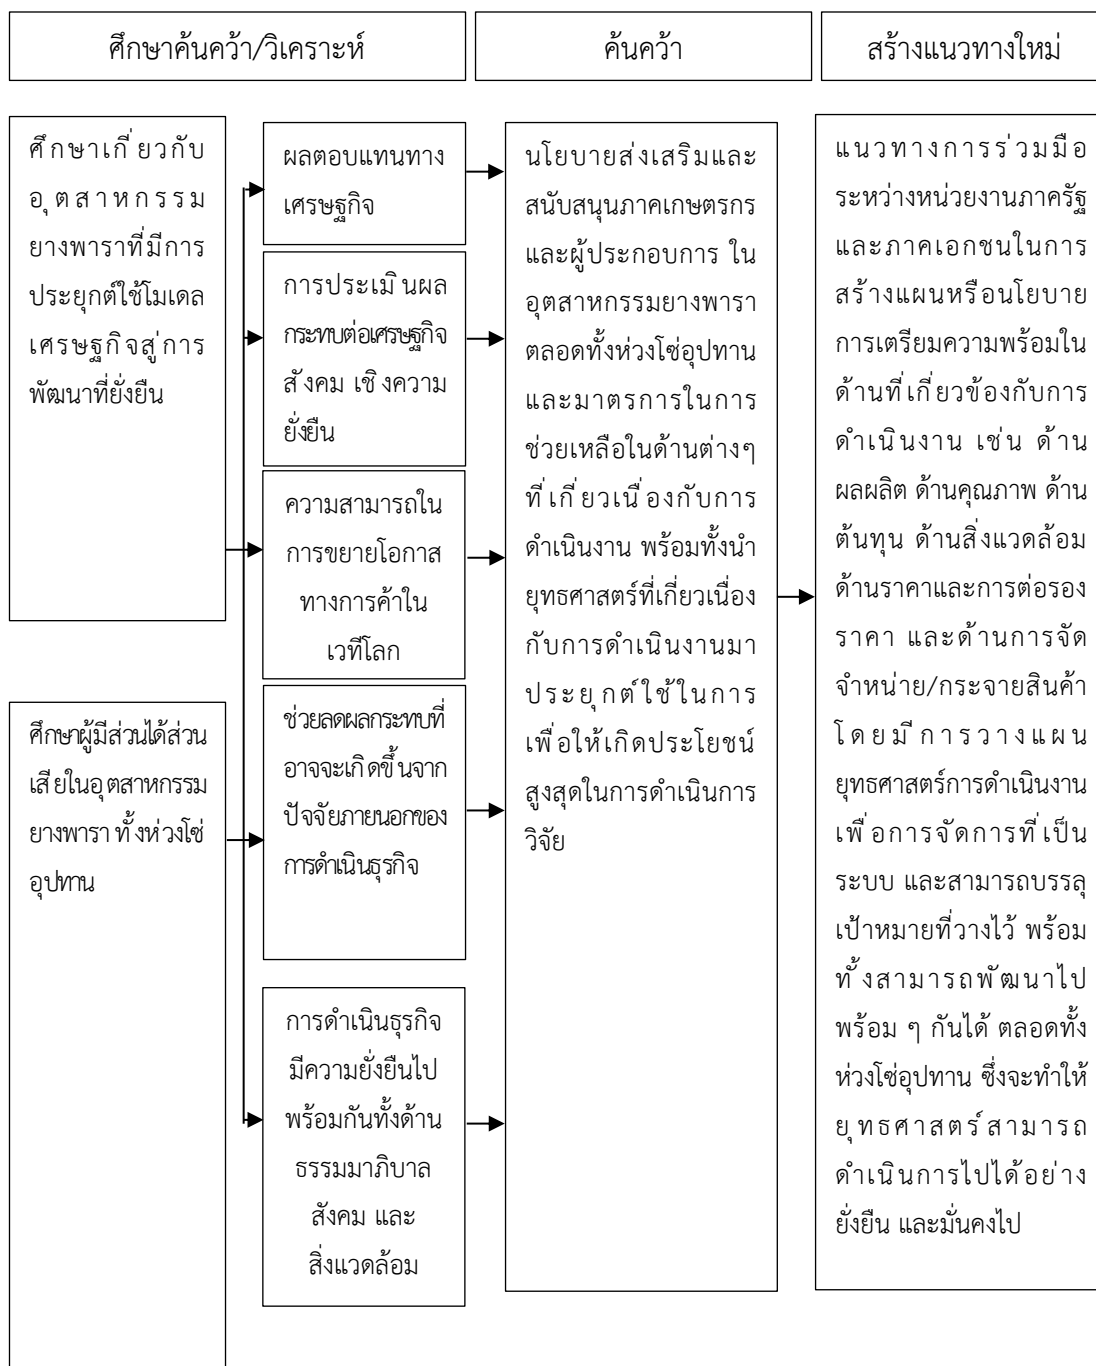 ศึกษาค้นคว้า/วิเคราะห์
ค้นคว้า
สร้างแนวทางใหม่
ศึกษาเกี่ยวกับ
อุตสาหกรรม
ยางพาราที่มีการ
ประยุกต์ใช้โมเดล
เศรษฐกิจสู่การ
พัฒนาที่ยั่งยืน
ศึกษาผู้มีส่วนได้ส่วน
เสียในอุตสาหกรรม
ยางพารา ทั้งห่วงโซ่
อุปทาน
ผลตอบแทนทาง
เศรษฐกิจ
การประเมินผล
กระทบต่อเศรษฐกิจ
สังคม เชิงความ
ยั่งยืน
ความสามารถใน
การขยายโอกาส
ทางการค้าใน
เวทีโลก
ช่วยลดผลกระทบที่
อาจจะเกิดขึ้นจาก
ปัจจัยภายนอกของ
การดำเนินธุรกิจ
การดำเนินธุรกิจ
มีความยั่งยืนไป
พร้อมกันทั้งด้าน
ธรรมมาภิบาล
สังคม และ
สิ่งแวดล้อม
นโยบายส่งเสริมและ
สนับสนุนภาคเกษตรกร
และผู้ประกอบการ ใน
อุตสาหกรรมยางพารา
ตลอดทั้งห่วงโซ่อุปทาน
และมาตรการในการ
ช่วยเหลือในด้านต่างๆ
ที่เกี่ยวเนื่องกับการ
ดำเนินงาน พร้อมทั้งนำ
ยุทธศาสตร์ที่เกี่ยวเนื่อง
กับการดำเนินงานมา
ประยุกต์ใช้ในการ
เพื่อให้เกิดประโยชน์
สูงสุดในการดำเนินการ
วิจัย
แนวทางการร่วมมือ
ระหว่างหน่วยงานภาครัฐ
และภาคเอกชนในการ
สร้างแผนหรือนโยบาย
การเตรียมความพร้อมใน
ด้านที่เกี่ยวข้องกับการ
ดำเนินงาน เช่น ด้าน
ผลผลิต ด้านคุณภาพ ด้าน
ต้นทุน ด้านสิ่งแวดล้อม
ด้านราคาและการต่อรอง
ราคา และด้านการจัด
จำหน่าย/กระจายสินค้า
โดยมีการวางแผน
ยุทธศาสตร์การดำเนินงาน
เพื่อการจัดการที่เป็น
ระบบ และสามารถบรรลุ
เป้าหมายที่วางไว้ พร้อม
ทั้งสามารถพัฒนาไป
พร้อม ๆ กันได้ ตลอดทั้ง
ห่วงโซ่อุปทาน ซึ่งจะทำให้
ยุทธศาสตร์สามารถ
ดำเนินการไปได้อย่าง
ยั่งยืน และมั่นคงไป